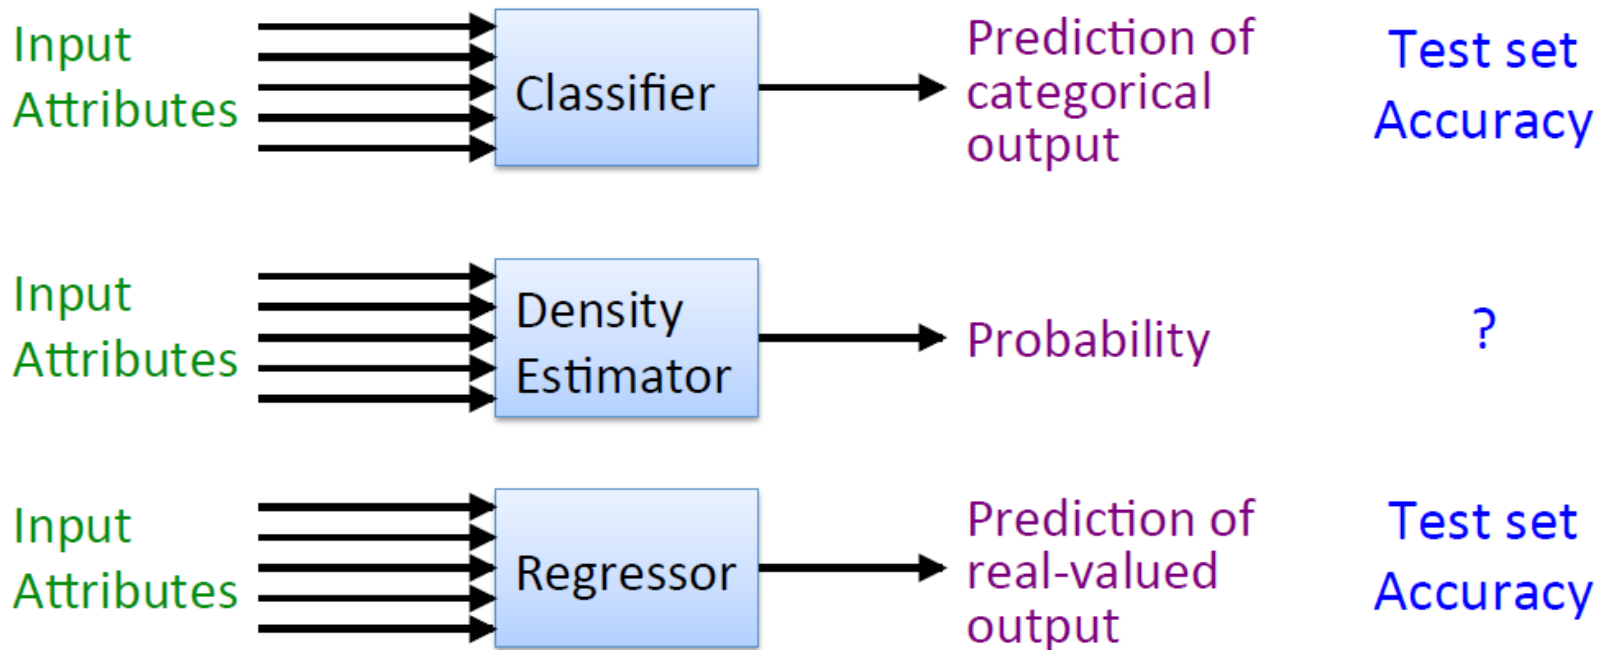 Input
Attributes
Classifier
Prediction of
categorical
output
Test set
Accuracy
Input
Attributes
Density
Estimator
Probability
?
Input
Attributes
Regressor
Prediction of
real-valued
output
Test set
Accuracy